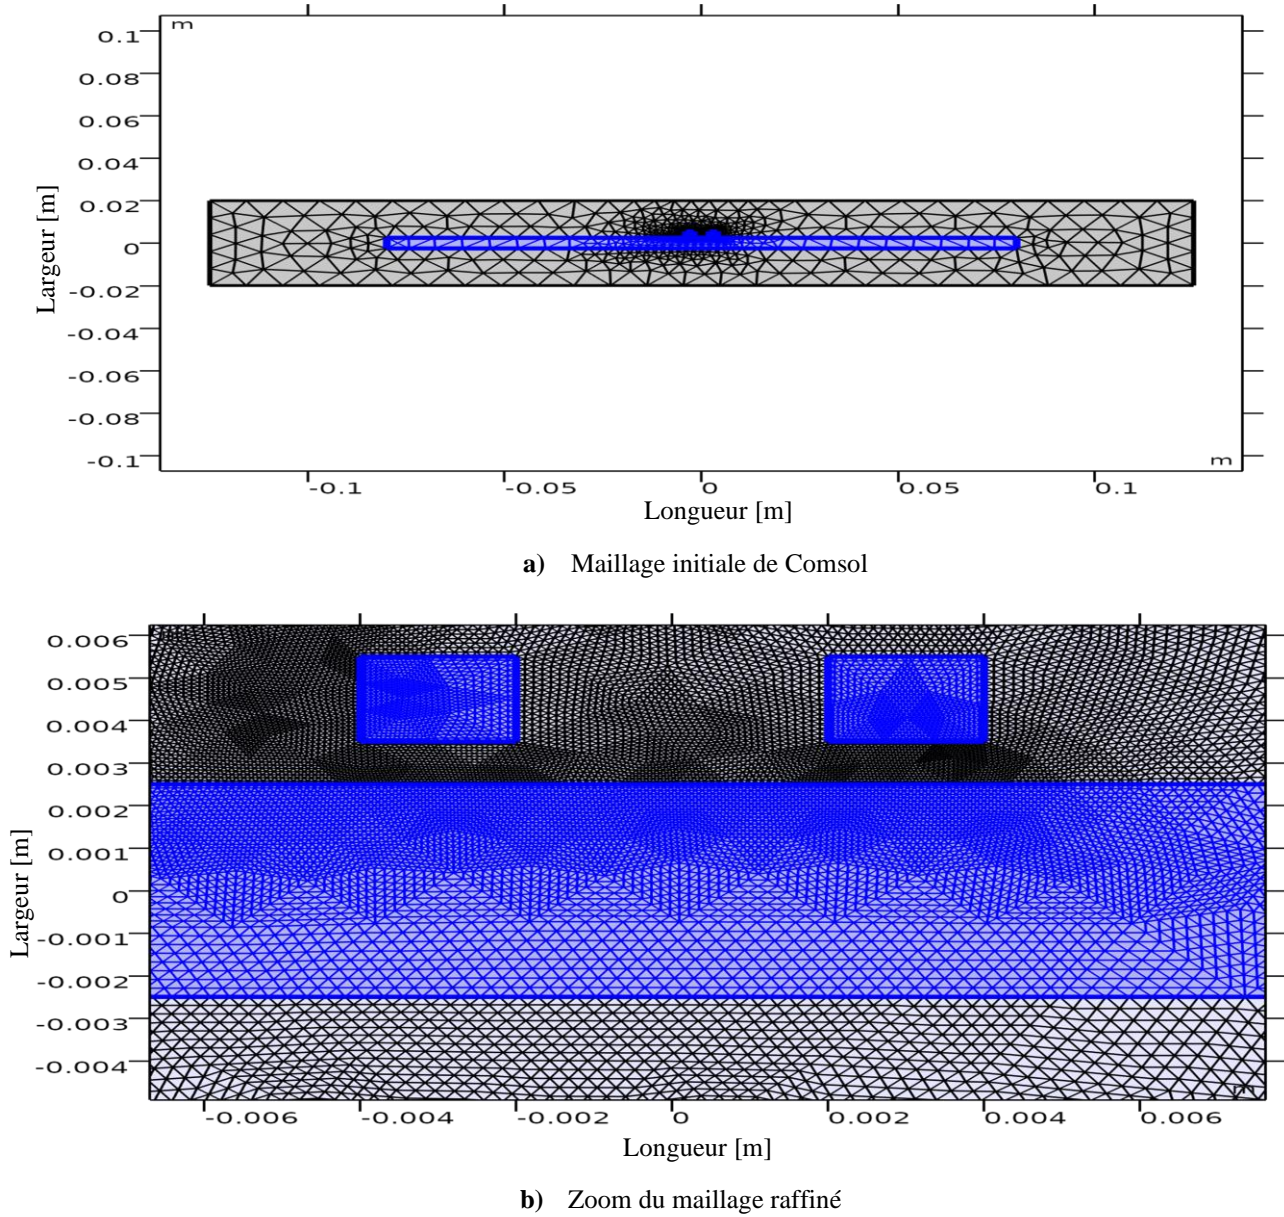 m
0.1
0.08
0.06
0.04
0.02
0
-0.02
-0.04
-0.06
-0.08
-0.1
Largeur [m]
m
-0.1 -0.05 0 0.05 0.1
Longueur [m]
a) Maillage initiale de Comsol
0.006
0.005
0.004
0.003
0.002
0.001
0
-0.001
-0.002
-0.003
-0.004
Largeur [m]
-0.006 -0.004 -0.002 0 0.002 0.004 0.006
Longueur [m]
b) Zoom du maillage raffiné